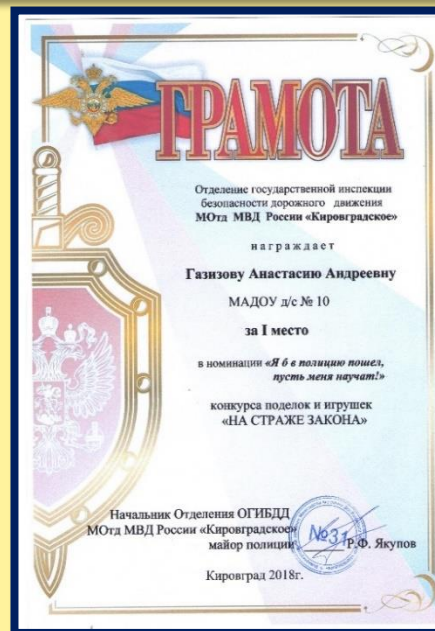 ГРАМОТА
Отделение государственной инспекции
безопасности дорожного движения
МОтд МВД России «Кировградское»
награждает
Газизову Анастасию Андреевну
МАДОУ д/с № 10
за I место
в номинации «Я б в полицию пошел,
пусть меня научат!»
конкурса поделок и игрушек
«НА СТРАЖЕ ЗАКОНА»
Начальник Отделения ОГИБДД
МОтд МВД России «Кировградское»
майор полиции Р.Ф. Якупов
№31
Кировград 2018г.